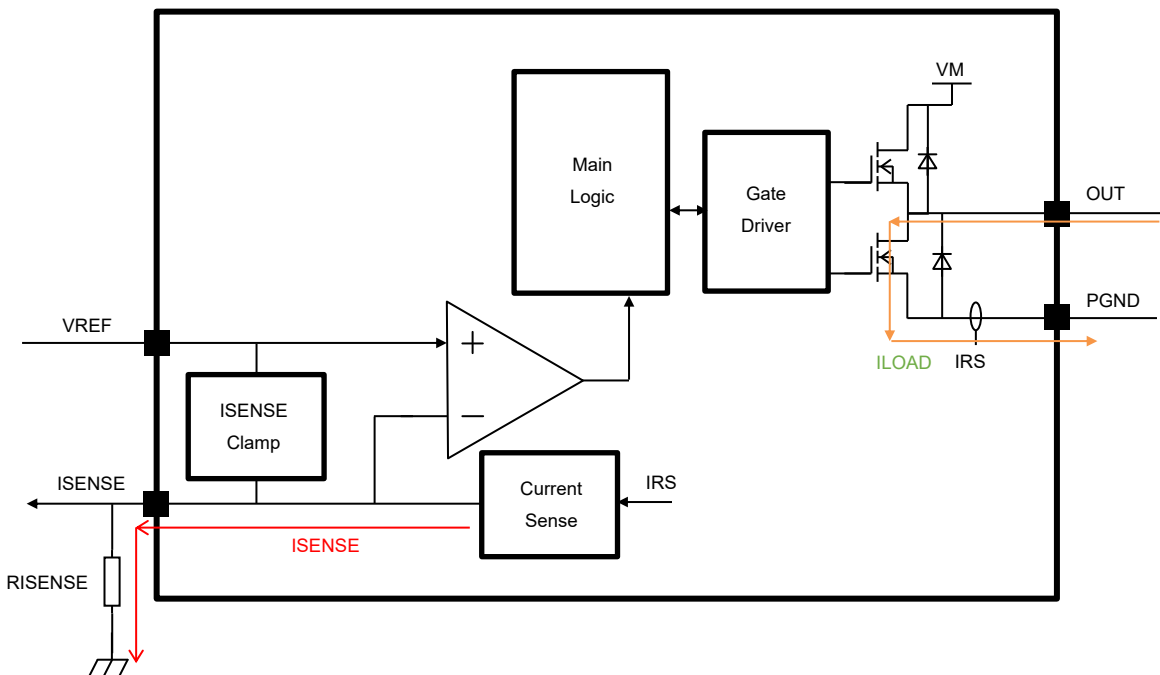 VM
Main
Logic
Gate
Driver
OUT
PGND
VREF
ILOAD
IRS
ISENSE
Clamp
ISENSE
Current
Sense
IRS
ISENSE
RISENSE